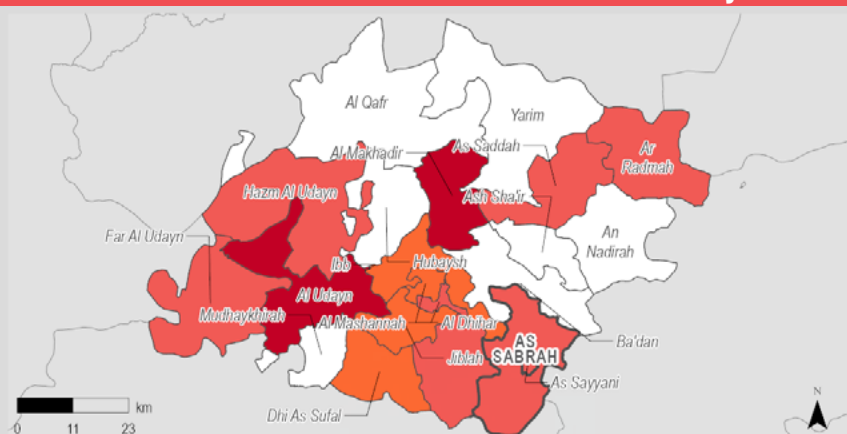 Al Qafr
Yarim
Al Makhadir
As Saddah
Ar
Radmah
Hazm Al Udayn
Ash Sha'ir
Far Al Udayn
An
Nadirah
Ibb
Hubaysh
Al Udayn
Mudhaykhirah
Al Mashannah
Al Dhihar
Ba'dan
AS
SABRAH
Jiblah
As Sayyani
Dhi As Sufal
N
km
0 11 23